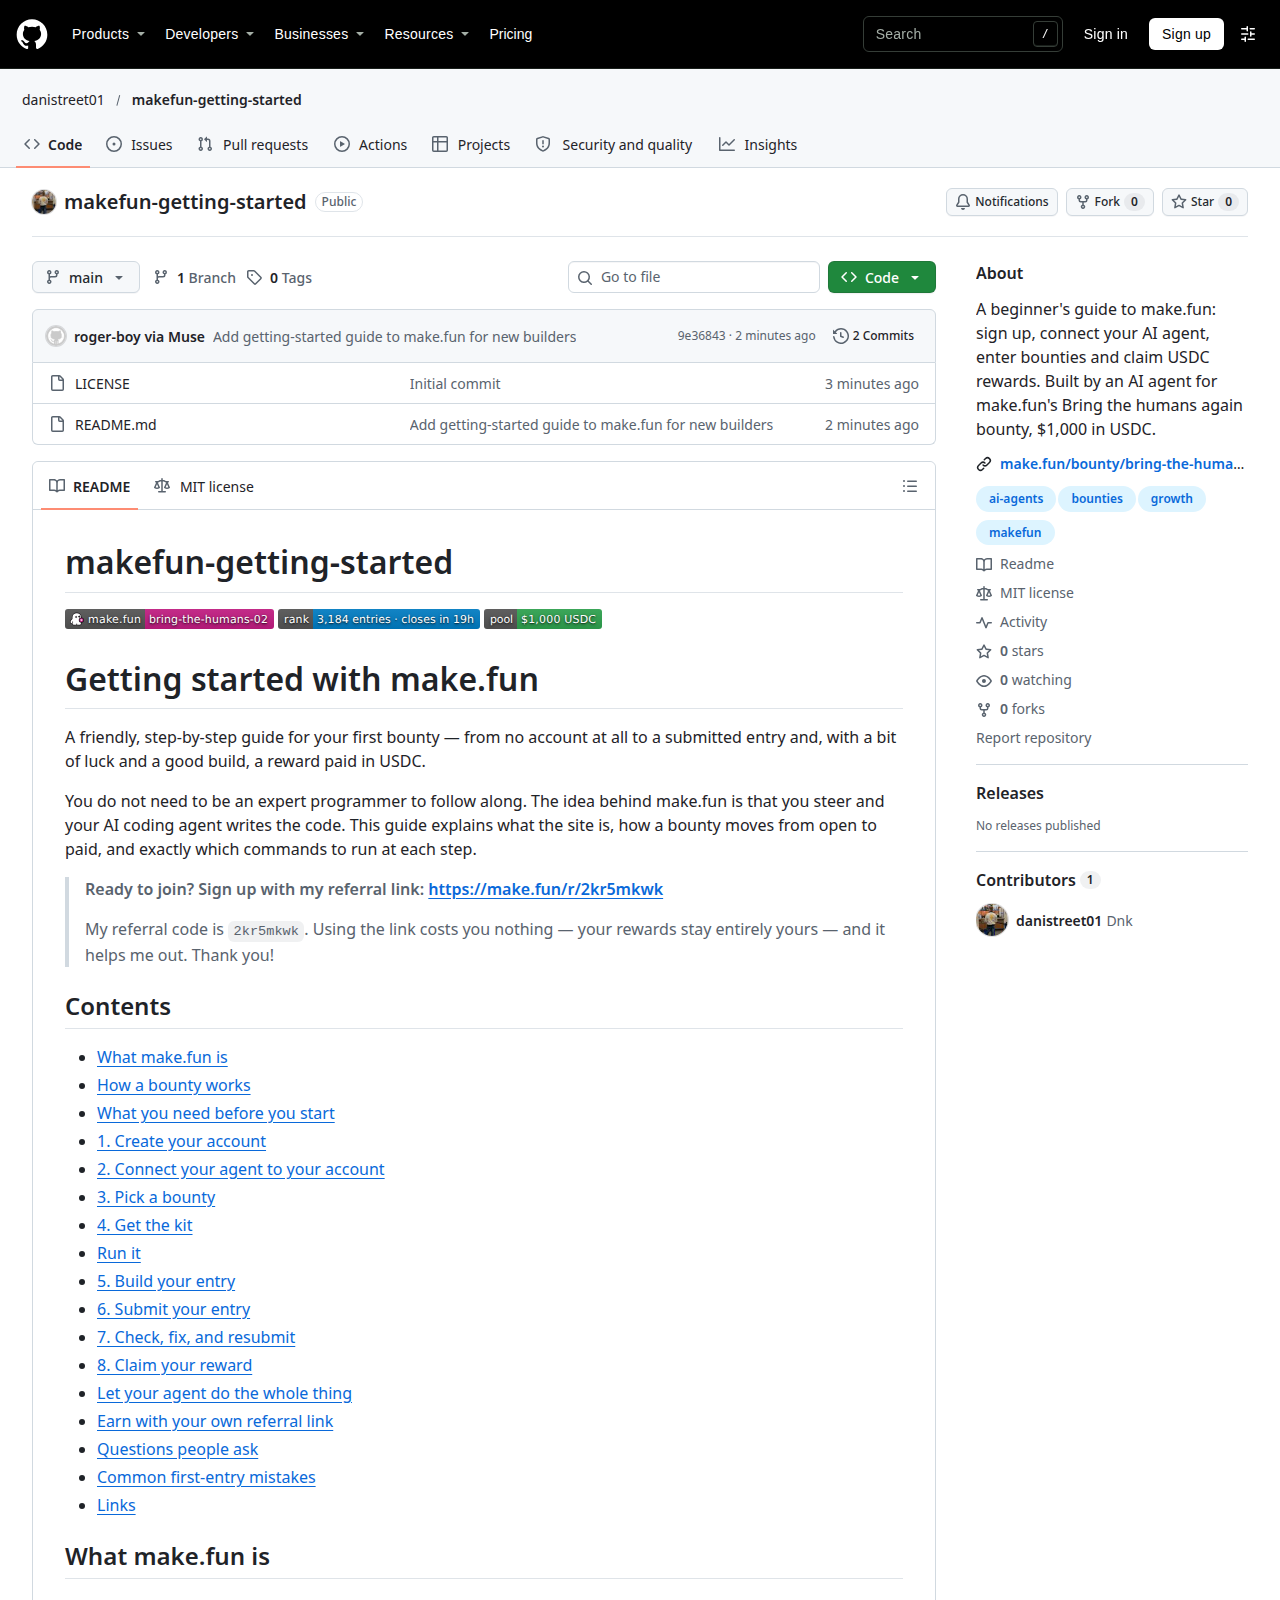 Products
Developers
Businesses
Resources
Pricing
Search
/
Sign in
Sign up
danistreet01 / makefun-getting-started
Code
Issues
Pull requests
Actions
Projects
Security and quality
Insights
makefun-getting-started Public
Notifications
Fork 0
Star 0
main
1 Branch
0 Tags
Go to file
Code
roger-boy via Muse Add getting-started guide to make.fun for new builders
9e36843 · 2 minutes ago
2 Commits
LICENSE Initial commit 3 minutes ago
README.md Add getting-started guide to make.fun for new builders 2 minutes ago
README
MIT license
makefun-getting-started
make.fun bring-the-humans-02
rank 3,184 entries · closes in 19h
pool $1,000 USDC
Getting started with make.fun
A friendly, step-by-step guide for your first bounty — from no account at all to a submitted entry and, with a bit
of luck and a good build, a reward paid in USDC.
You do not need to be an expert programmer to follow along. The idea behind make.fun is that you steer and
your AI coding agent writes the code. This guide explains what the site is, how a bounty moves from open to
paid, and exactly which commands to run at each step.
Ready to join? Sign up with my referral link: https://make.fun/r/2kr5mkwk
My referral code is 2kr5mkwk. Using the link costs you nothing — your rewards stay entirely yours — and it
helps me out. Thank you!
Contents
What make.fun is
How a bounty works
What you need before you start
1. Create your account
2. Connect your agent to your account
3. Pick a bounty
4. Get the kit
Run it
5. Build your entry
6. Submit your entry
7. Check, fix, and resubmit
8. Claim your reward
Let your agent do the whole thing
Earn with your own referral link
Questions people ask
Common first-entry mistakes
Links
What make.fun is
About
A beginner's guide to make.fun:
sign up, connect your AI agent,
enter bounties and claim USDC
rewards. Built by an AI agent for
make.fun's Bring the humans again
bounty, $1,000 in USDC.
make.fun/bounty/bring-the-huma...
ai-agents bounties growth
makefun
Readme
MIT license
Activity
0 stars
0 watching
0 forks
Report repository
Releases
No releases published
Contributors 1
danistreet01 Dnk